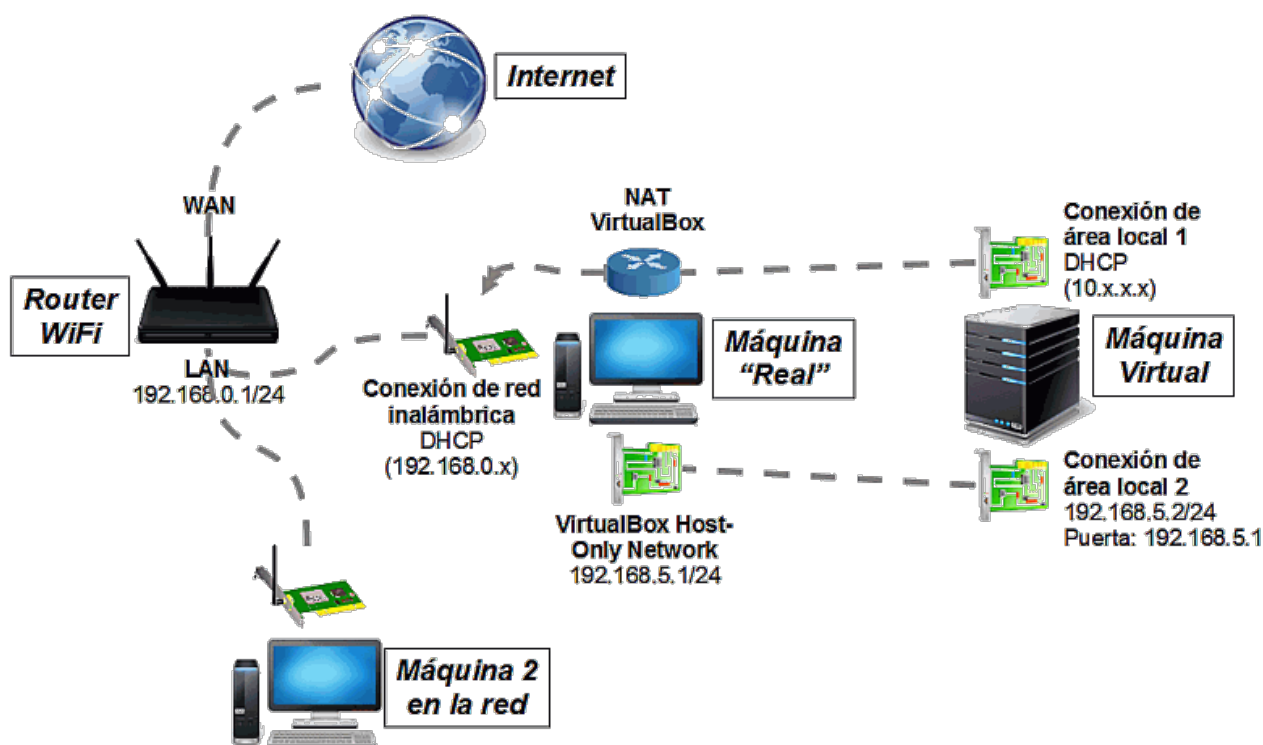 Internet
WAN
Router
WiFi
LAN
192.168.0.1/24
NAT
VirtualBox
Conexión de red
inalámbrica
DHCP
(192.168.0.x)
Máquina
“Real”
VirtualBox Host-
Only Network
192.168.5.1/24
Conexión de
área local 1
DHCP
(10.x.x.x)
Máquina
Virtual
Conexión de
área local 2
192.168.5.2/24
Puerta: 192.168.5.1
Máquina 2
en la red